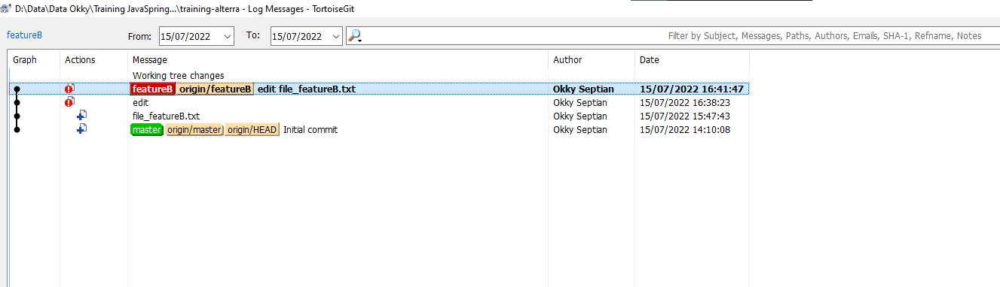 D:\Data\Data Okky\Training JavaSpring...\training-alterra - Log Messages - TortoiseGit
featureB From: 15/07/2022 To: 15/07/2022 Filter by Subject, Messages, Paths, Authors, Emails, SHA-1, Refname, Notes
Graph Actions Message Author Date
Working tree changes
featureB origin/featureB edit file_featureB.txt Okky Septian 15/07/2022 16:41:47
edit Okky Septian 15/07/2022 16:38:23
file_featureB.txt Okky Septian 15/07/2022 15:47:43
master origin/master origin/HEAD Initial commit Okky Septian 15/07/2022 14:10:08